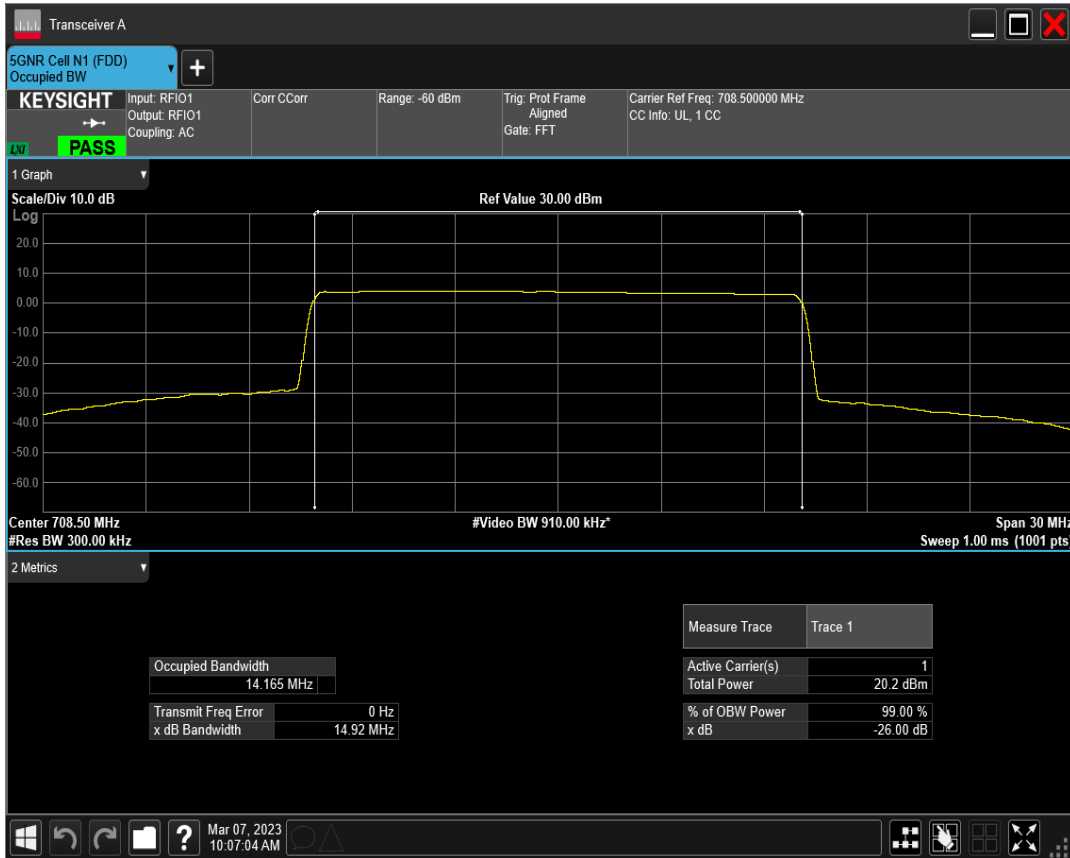 Transceiver A
5GNR Cell N1 (FDD)
Occupied BW
+
KEYSIGHT
LXI
PASS
Input: RFIO1
Output: RFIO1
Coupling: AC
Corr CCorr
Range: -60 dBm
Trig: Prot Frame
Aligned
Gate: FFT
Carrier Ref Freq: 708.500000 MHz
CC Info: UL, 1 CC
1 Graph
Scale/Div 10.0 dB
Ref Value 30.00 dBm
Log
20.0
10.0
0.00
-10.0
-20.0
-30.0
-40.0
-50.0
-60.0
Center 708.50 MHz
#Video BW 910.00 kHz*
Span 30 MHz
#Res BW 300.00 kHz
Sweep 1.00 ms (1001 pts)
2 Metrics
Measure Trace Trace 1
Occupied Bandwidth
14.165 MHz
Active Carrier(s) 1
Total Power 20.2 dBm
Transmit Freq Error 0 Hz
x dB Bandwidth 14.92 MHz
% of OBW Power 99.00 %
x dB -26.00 dB
?
Mar 07, 2023
10:07:04 AM